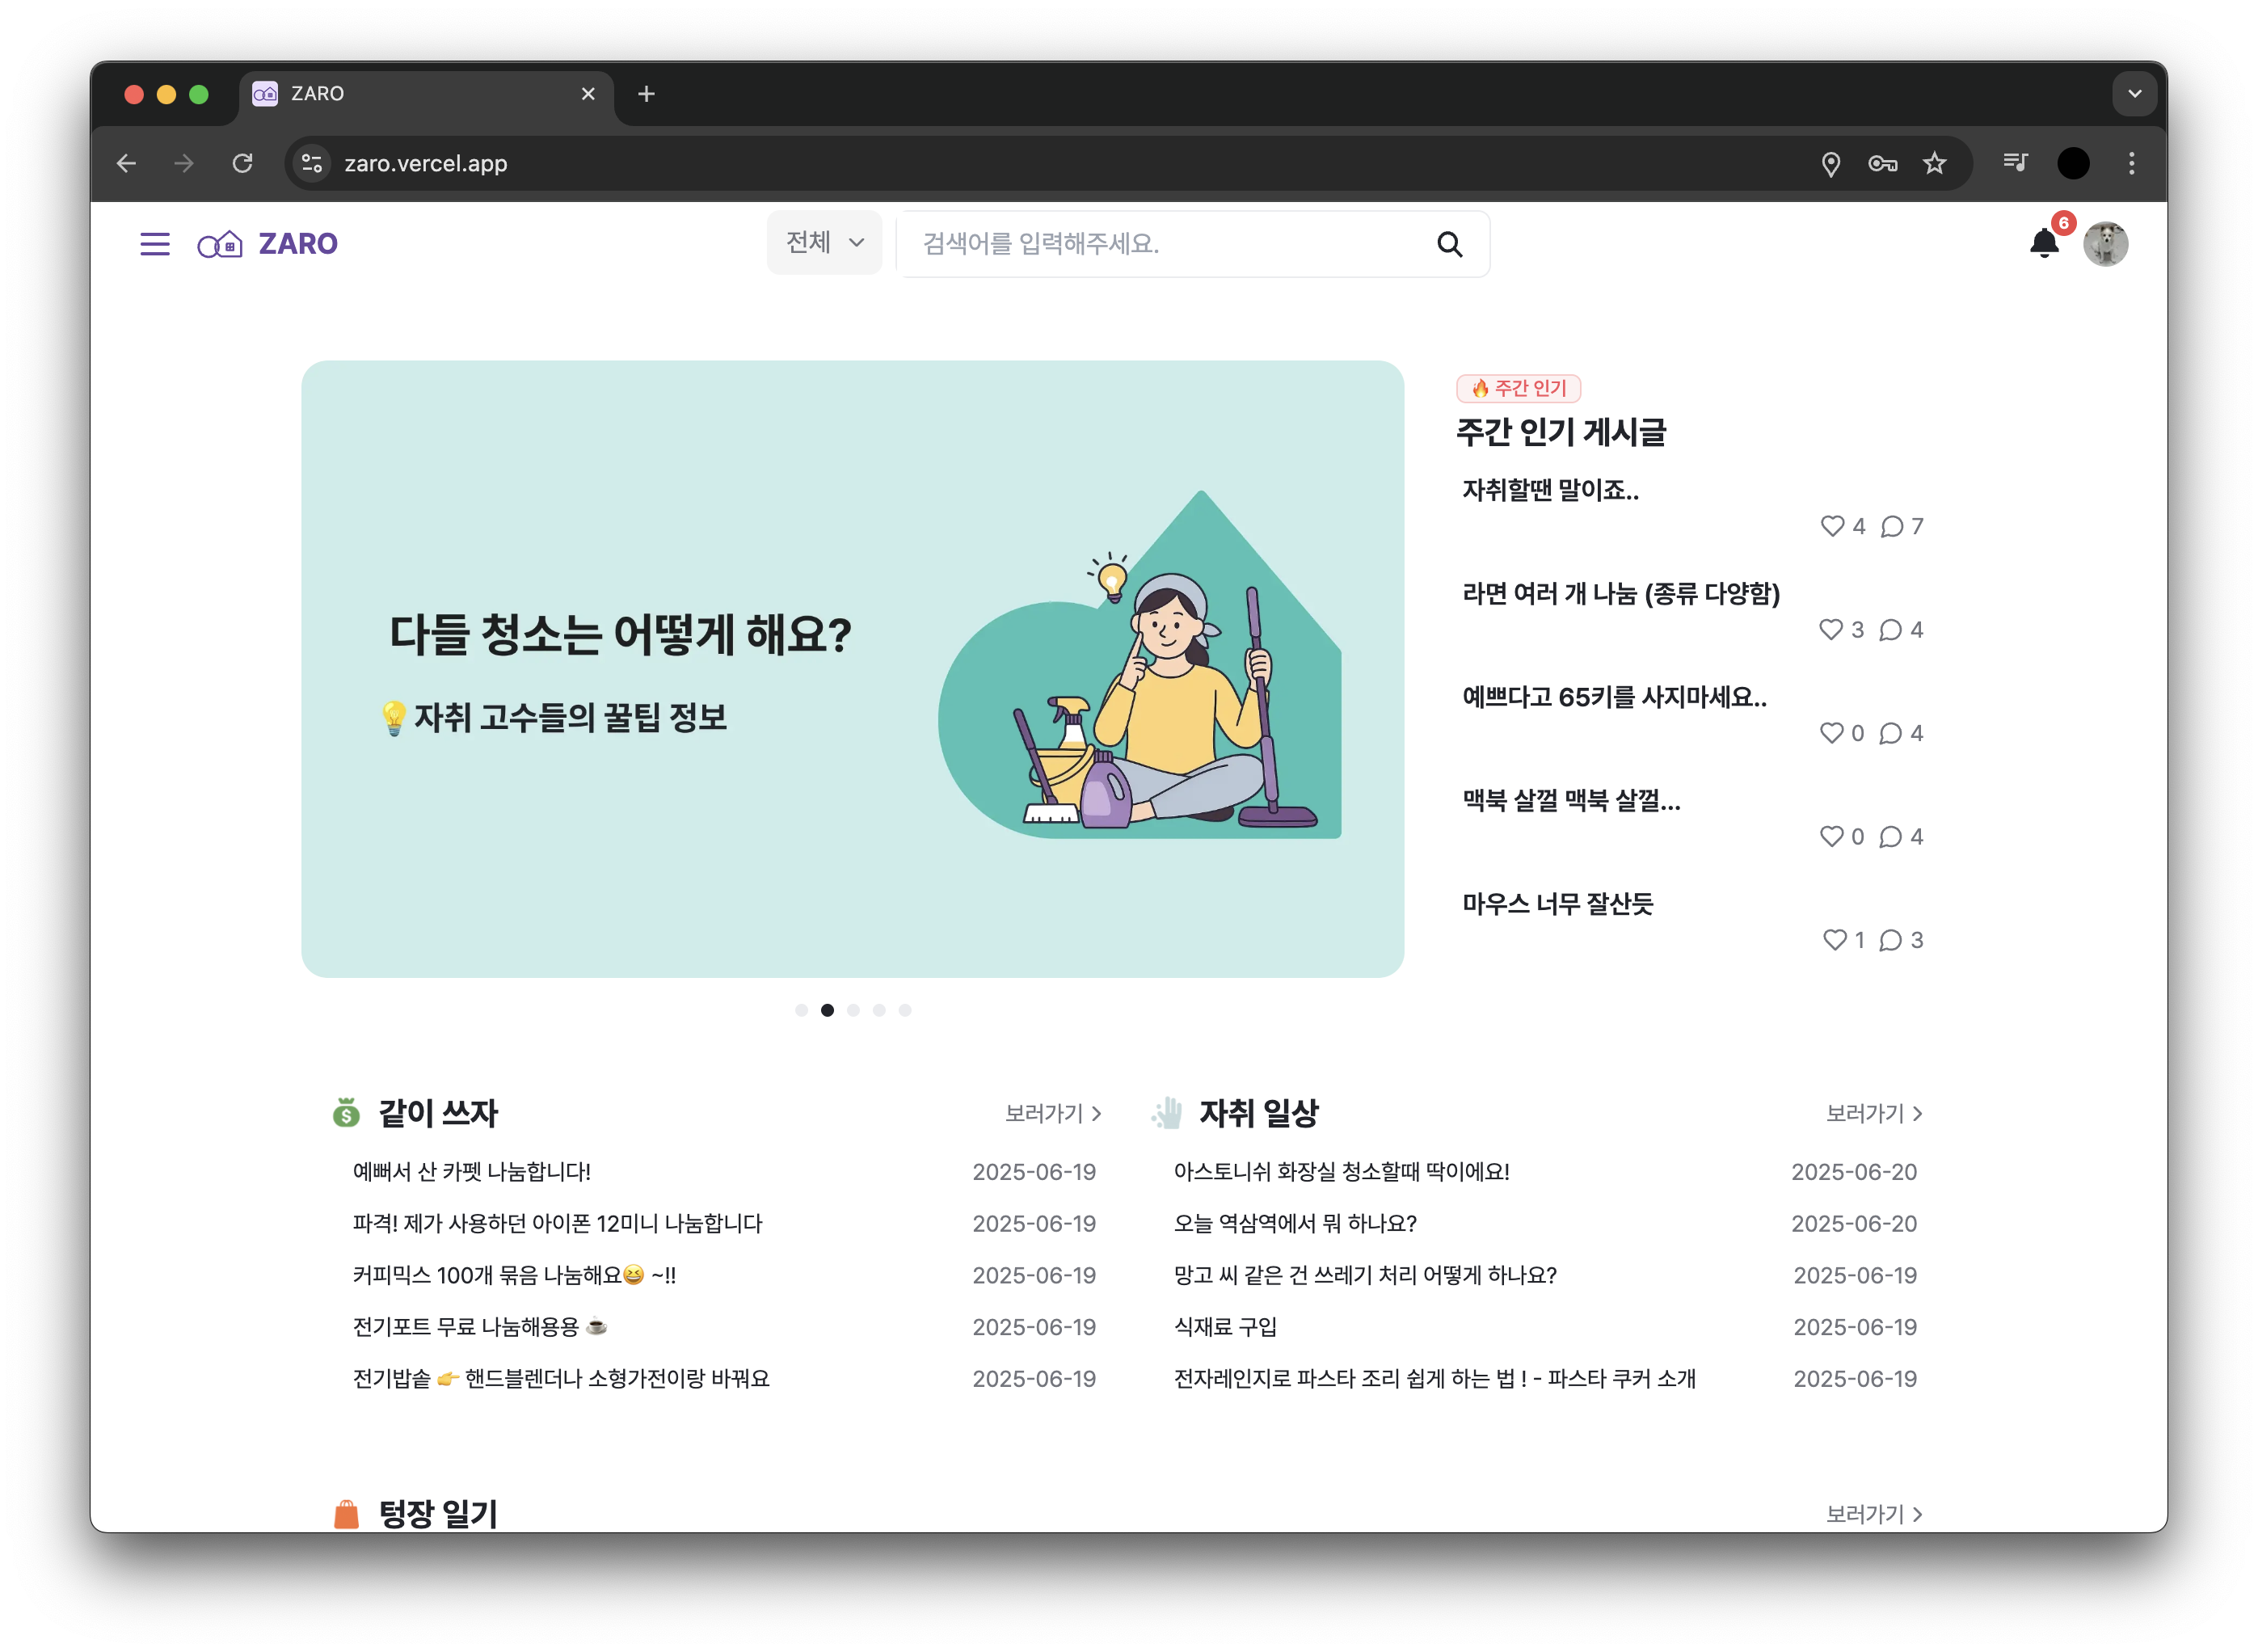 ZARO
zaro.vercel.app
ZARO
전체
검색어를 입력해주세요.
6
다들 청소는 어떻게 해요?
💡자취 고수들의 꿀팁 정보
🔥 주간 인기
주간 인기 게시글
자취할땐 말이죠..
4 7
라면 여러 개 나눔 (종류 다양함)
3 4
예쁘다고 65키를 사지마세요..
0 4
맥북 살껄 맥북 살껄...
0 4
마우스 너무 잘산듯
1 3
같이 쓰자 보러가기 >
예뻐서 산 카펫 나눔합니다! 2025-06-19
파격! 제가 사용하던 아이폰 12미니 나눔합니다 2025-06-19
커피믹스 100개 묶음 나눔해요😆 ~!! 2025-06-19
전기포트 무료 나눔해용용 ☕ 2025-06-19
전기밥솥 👉 핸드블렌더나 소형가전이랑 바꿔요 2025-06-19
자취 일상 보러가기 >
아스토니쉬 화장실 청소할때 딱이에요! 2025-06-20
오늘 역삼역에서 뭐 하나요? 2025-06-20
망고 씨 같은 건 쓰레기 처리 어떻게 하나요? 2025-06-19
식재료 구입 2025-06-19
전자레인지로 파스타 조리 쉽게 하는 법 ! - 파스타 쿠커 소개 2025-06-19
텅장 일기 보러가기 >